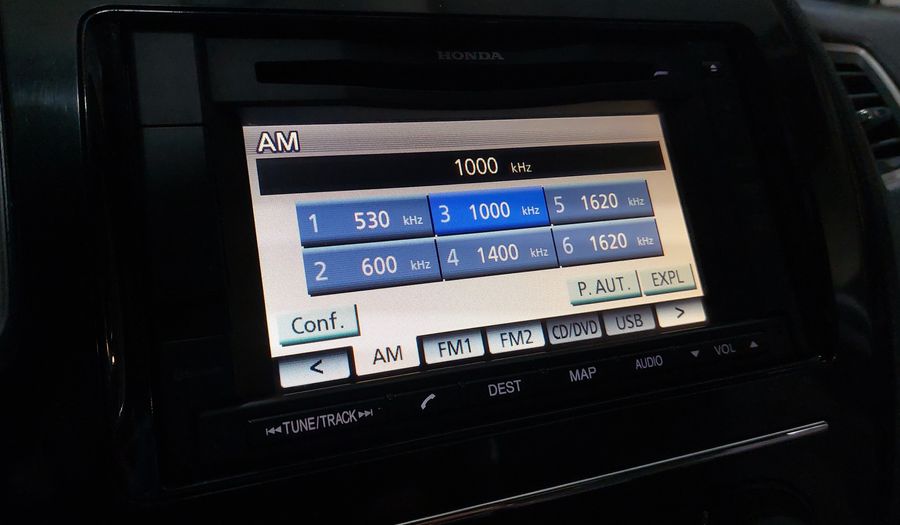 HONDA
AM
1000 kHz
1 530 kHz
3 1000 kHz
5 1620 kHz
2 600 kHz
4 1400 kHz
6 1620 kHz
P. AUT. EXPL
Conf.
< AM FM1 FM2 CD/DVD USB >
TUNE/TRACK DEST MAP AUDIO VOL